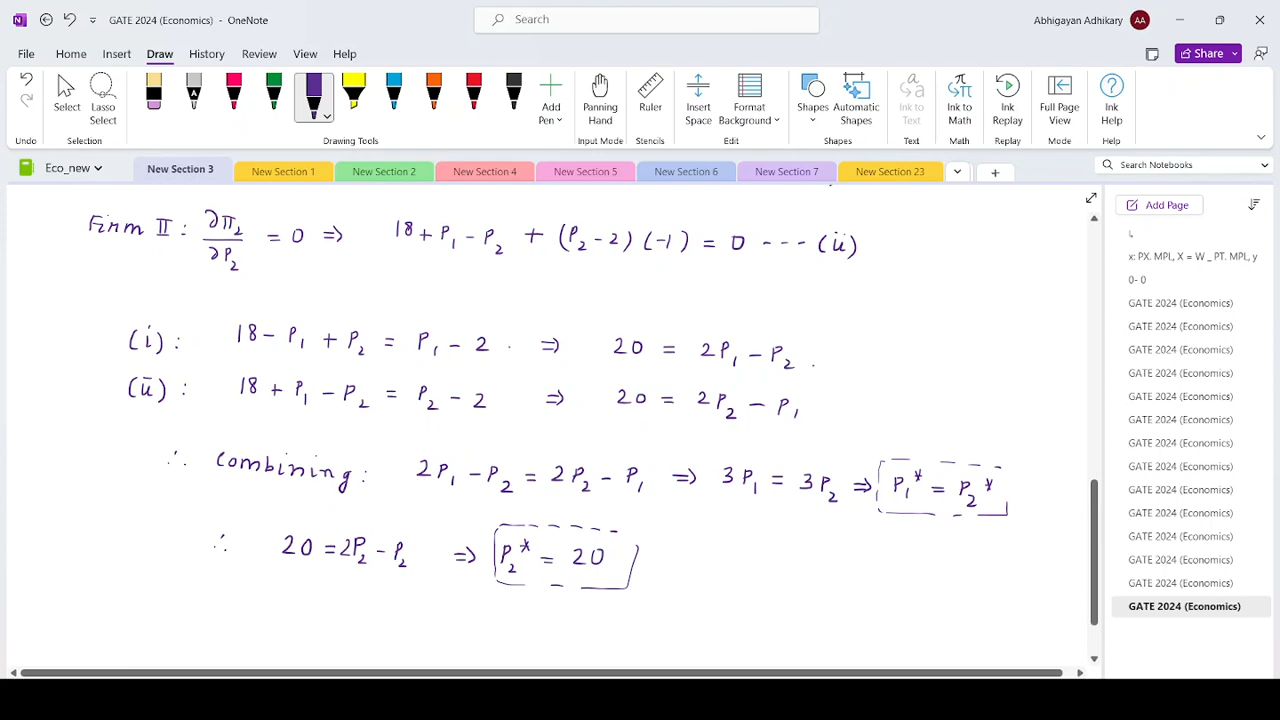 GATE 2024 (Economics) - OneNote
Search
Abhigayan Adhikary AA
File Home Insert Draw History Review View Help
Share
Undo
Select
Lasso Select
Add Pen
Panning Hand
Ruler
Insert Space
Format Background
Shapes
Automatic Shapes
Ink to Text
Ink to Math
Ink Replay
Full Page View
Ink Help
Undo Selection Drawing Tools Input Mode Stencils Edit Shapes Text Math Mode Replay Help
Eco_new New Section 3 New Section 1 New Section 2 New Section 4 New Section 5 New Section 6 New Section 7 New Section 23 Search Notebooks
Add Page
x: PX. MPL, X = W _ PT. MPL, y
0- 0
GATE 2024 (Economics)
GATE 2024 (Economics)
GATE 2024 (Economics)
GATE 2024 (Economics)
GATE 2024 (Economics)
GATE 2024 (Economics)
GATE 2024 (Economics)
GATE 2024 (Economics)
GATE 2024 (Economics)
GATE 2024 (Economics)
GATE 2024 (Economics)
GATE 2024 (Economics)
GATE 2024 (Economics)
GATE 2024 (Economics)
Firm II : ∂π₂/∂P₂ = 0 ⇒ 18 + P₁ - P₂ + (P₂ - 2) (-1) = 0 --- (ii)
(i) : 18 - P₁ + P₂ = P₁ - 2 . ⇒ 20 = 2P₁ - P₂ .
(ii) : 18 + P₁ - P₂ = P₂ - 2 ⇒ 20 = 2P₂ - P₁
∴ Combining : 2P₁ - P₂ = 2P₂ - P₁ ⇒ 3P₁ = 3P₂ ⇒ P₁* = P₂*
∴ 20 = 2P₂ - P₂ ⇒ P₂* = 20